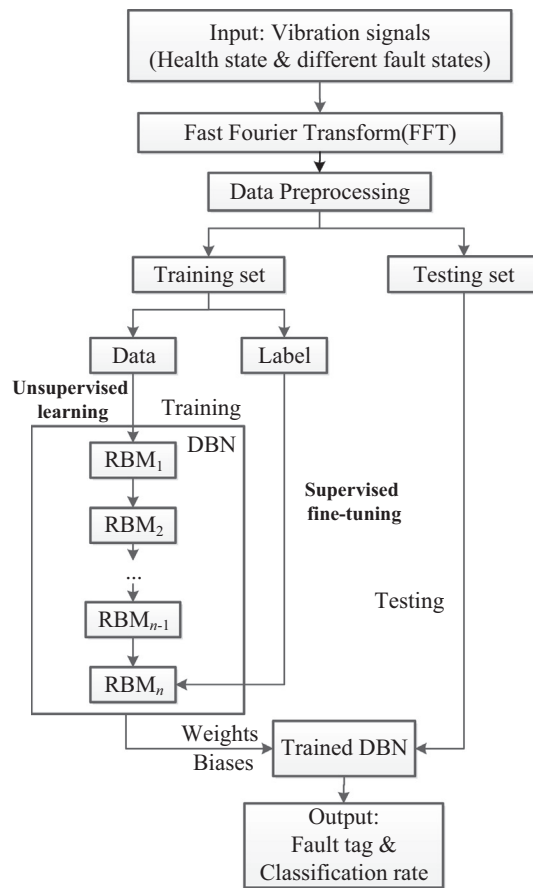 Input: Vibration signals
(Health state & different fault states)
Fast Fourier Transform(FFT)
Data Preprocessing
Training set
Testing set
Data
Label
Unsupervised
learning
Training
DBN
RBM1
RBM2
...
RBMn-1
RBMn
Supervised
fine-tuning
Testing
Weights
Biases
Trained DBN
Output:
Fault tag &
Classification rate